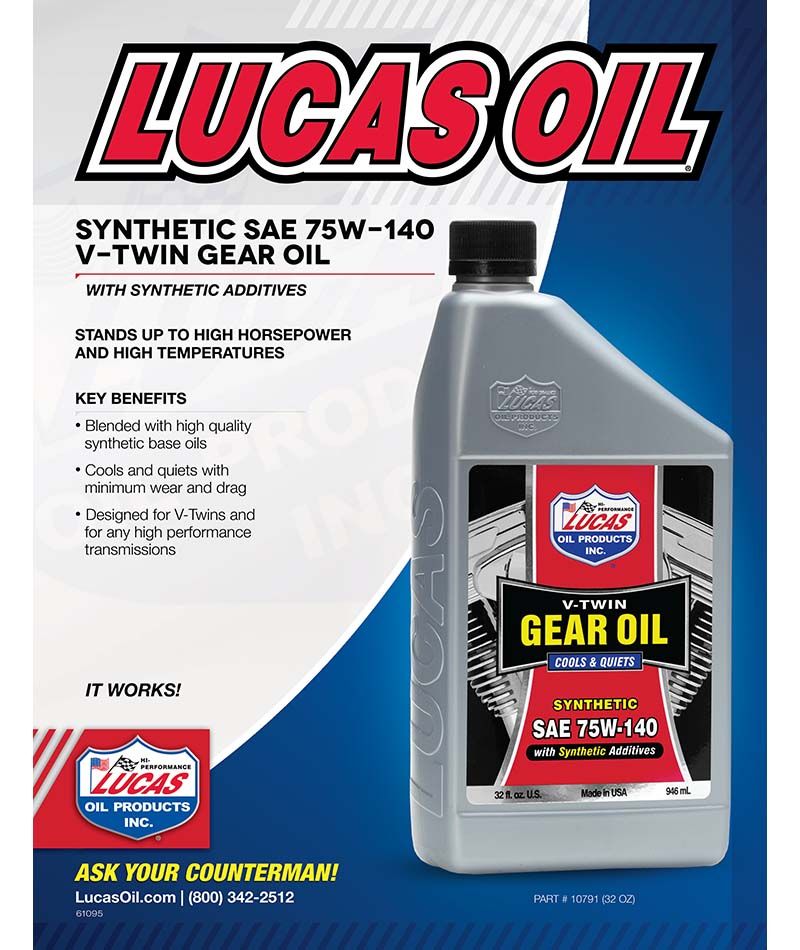 LUCAS OIL®
SYNTHETIC SAE 75W-140
V-TWIN GEAR OIL
WITH SYNTHETIC ADDITIVES
STANDS UP TO HIGH HORSEPOWER
AND HIGH TEMPERATURES
KEY BENEFITS
• Blended with high quality
synthetic base oils
• Cools and quiets with
minimum wear and drag
• Designed for V-Twins and
for any high performance
transmissions
IT WORKS!
HI-
PERFORMANCE
LUCAS
OIL PRODUCTS
INC.
®
ASK YOUR COUNTERMAN!
LucasOil.com | (800) 342-2512
61095
LUCAS
OIL PRODUCTS
INC.
LUCAS
HI-
PERFORMANCE
LUCAS
OIL PRODUCTS
INC.
V-TWIN
GEAR OIL
COOLS & QUIETS
SYNTHETIC
SAE 75W-140
with Synthetic Additives
32 fl. oz. U.S. Made in USA 946 mL
PART # 10791 (32 OZ)